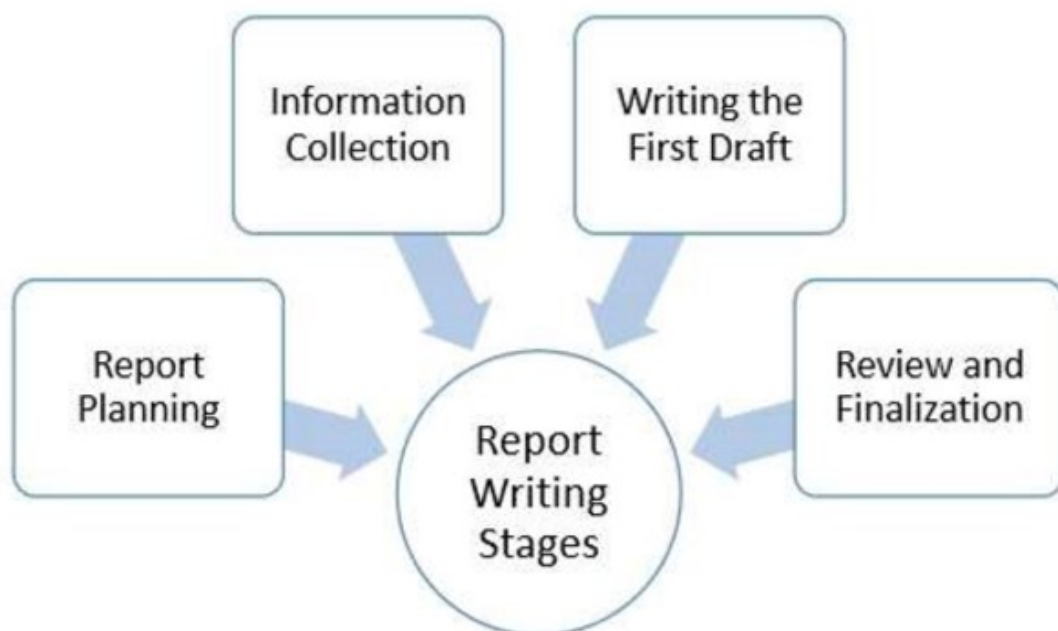 Information
Collection
Writing the
First Draft
Report
Planning
Review and
Finalization
Report
Writing
Stages